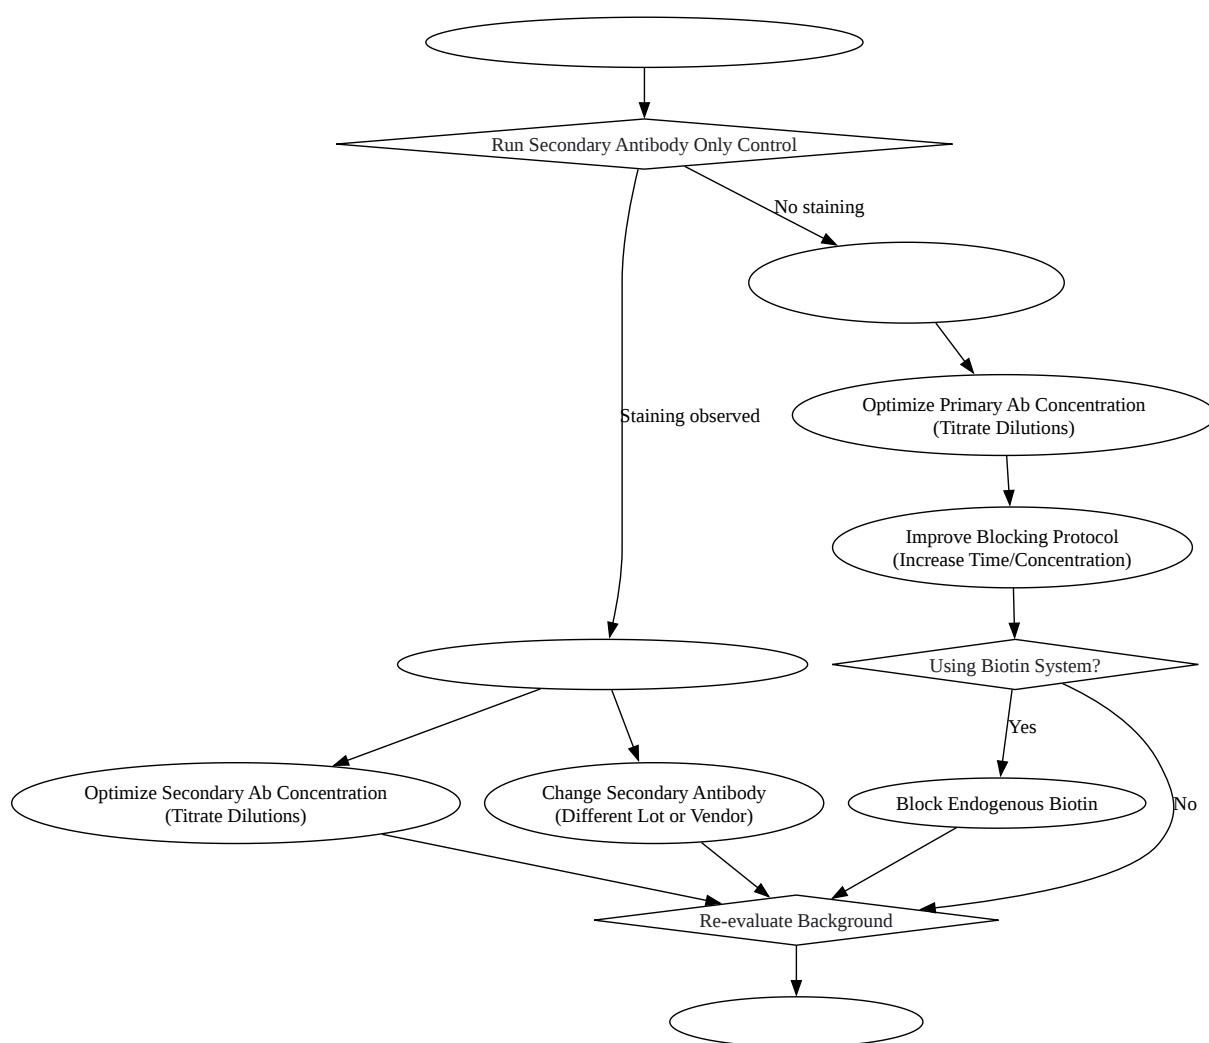 Run Secondary Antibody Only Control
No staining
Staining observed
Optimize Primary Ab Concentration
(Titrate Dilutions)
Improve Blocking Protocol
(Increase Time/Concentration)
Using Biotin System?
Yes
No
Optimize Secondary Ab Concentration
(Titrate Dilutions)
Change Secondary Antibody
(Different Lot or Vendor)
Block Endogenous Biotin
Re-evaluate Background